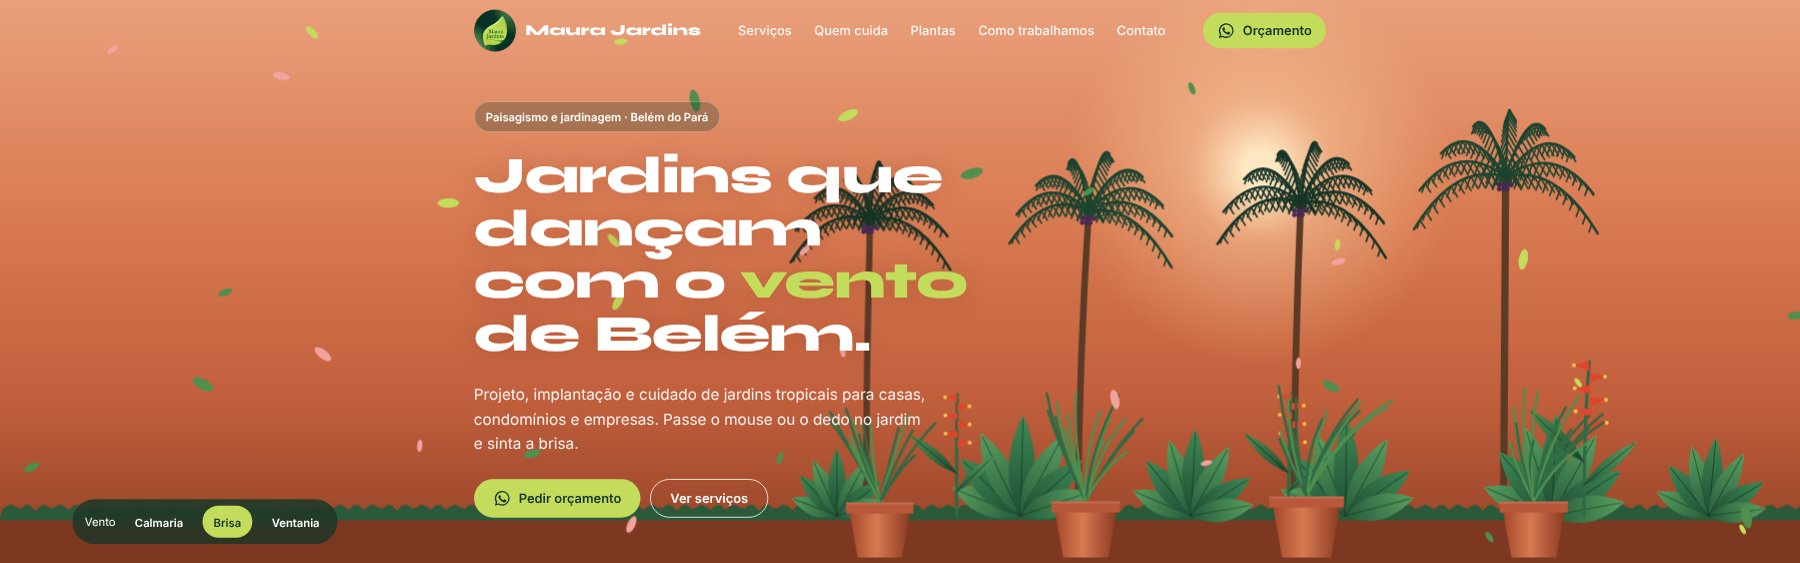 Maura Jardins
Maura Jardins
Serviços
Quem cuida
Plantas
Como trabalhamos
Contato
Orçamento
Paisagismo e jardinagem · Belém do Pará
Jardins que
dançam
com o vento
de Belém.
Projeto, implantação e cuidado de jardins tropicais para casas,
condomínios e empresas. Passe o mouse ou o dedo no jardim
e sinta a brisa.
Pedir orçamento
Ver serviços
Vento
Calmaria
Brisa
Ventania